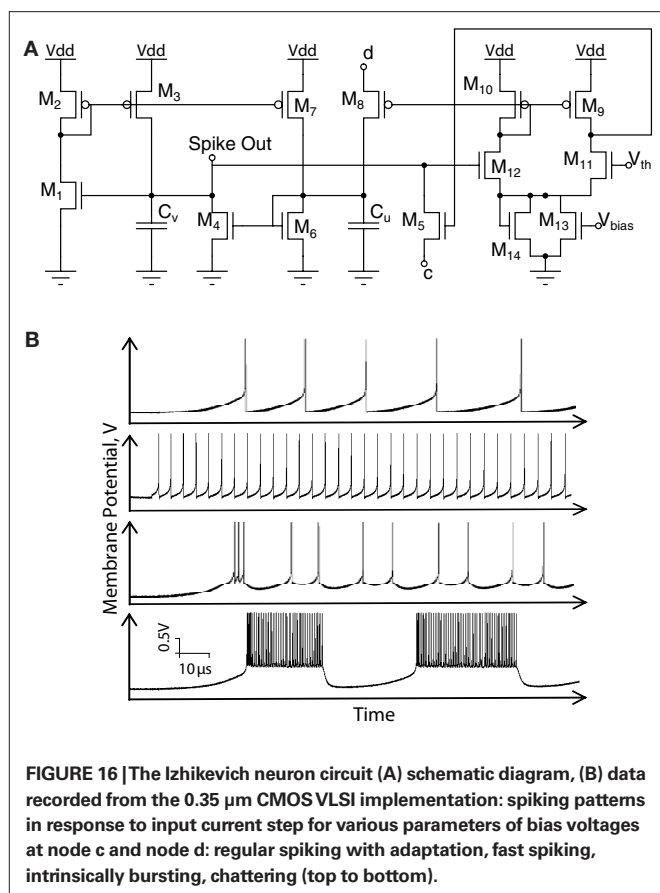 A
Vdd Vdd Vdd d Vdd Vdd
M2 M3 M7 M8 M10 M9
Spike Out
M12 M11 Vth
M1 Cv M4 M6 Cu M5 M13 Vbias
M14
c
B
Membrane Potential, V
0.5V
10 µs
Time
FIGURE 16 | The Izhikevich neuron circuit (A) schematic diagram, (B) data
recorded from the 0.35 µm CMOS VLSI implementation: spiking patterns
in response to input current step for various parameters of bias voltages
at node c and node d: regular spiking with adaptation, fast spiking,
intrinsically bursting, chattering (top to bottom).